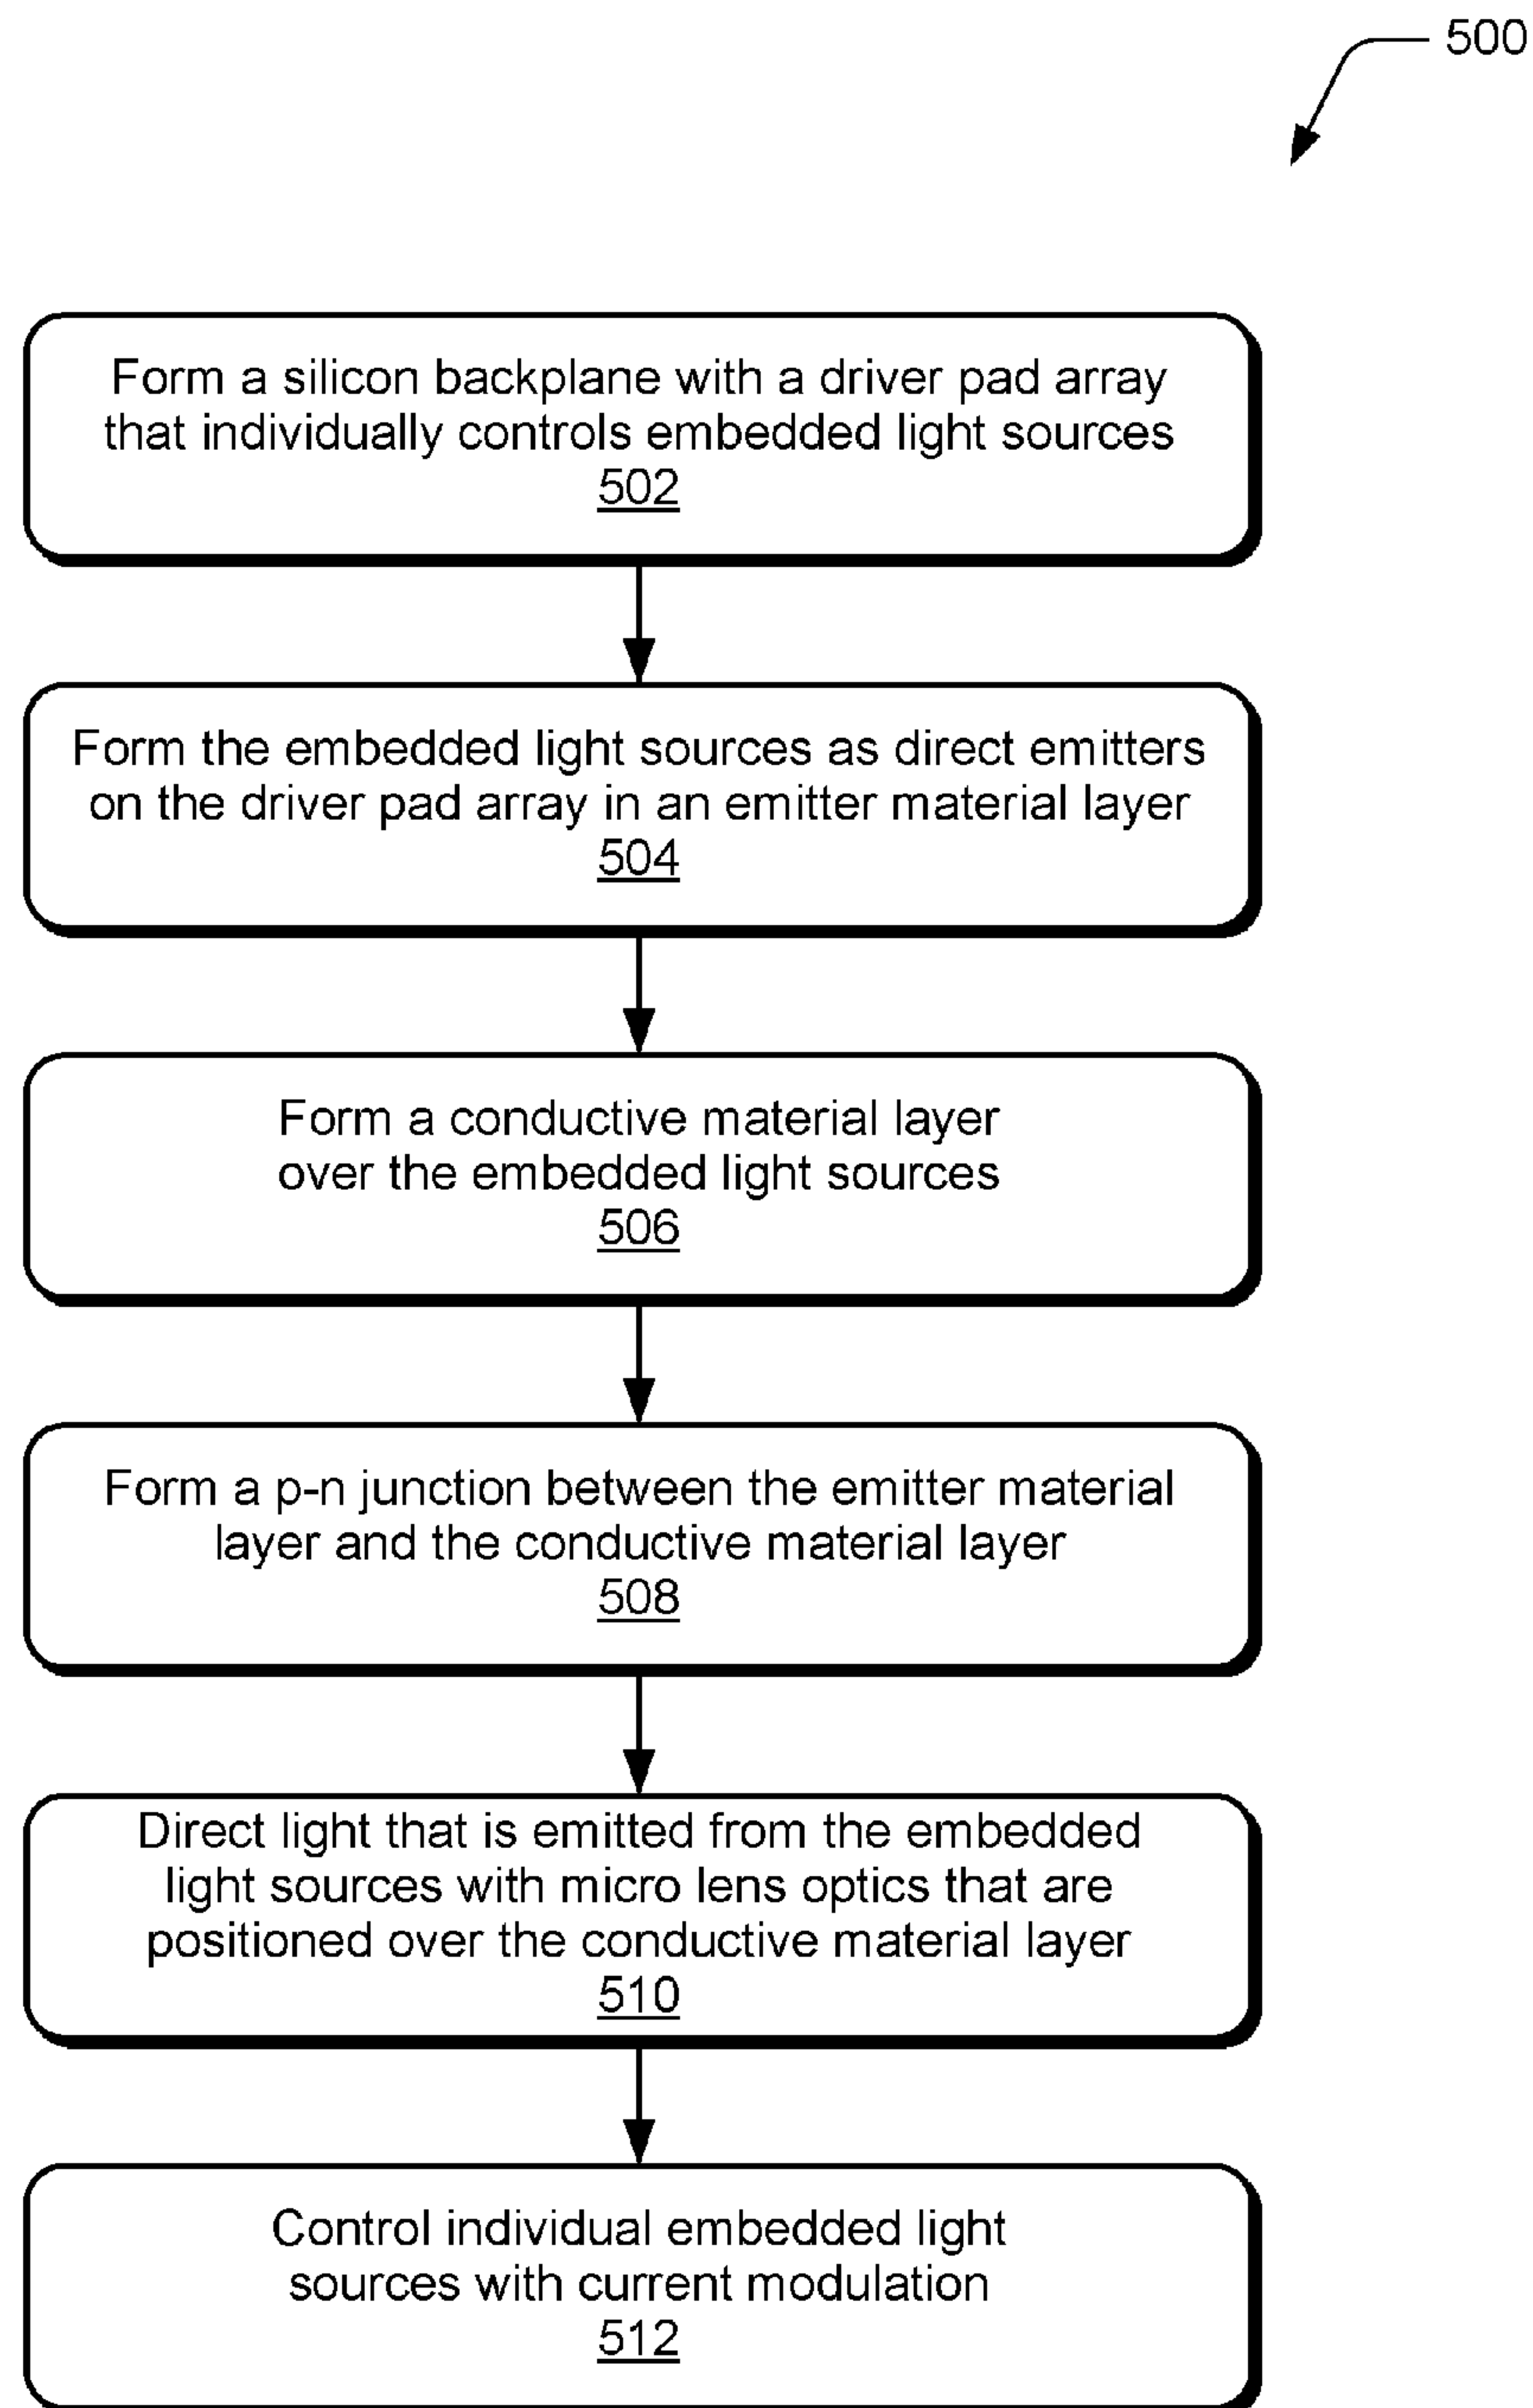 500
Form a silicon backplane with a driver pad array
that individually controls embedded light sources
502
Form the embedded light sources as direct emitters
on the driver pad array in an emitter material layer
504
Form a conductive material layer
over the embedded light sources
506
Form a p-n junction between the emitter material
layer and the conductive material layer
508
Direct light that is emitted from the embedded
light sources with micro lens optics that are
positioned over the conductive material layer
510
Control individual embedded light
sources with current modulation
512